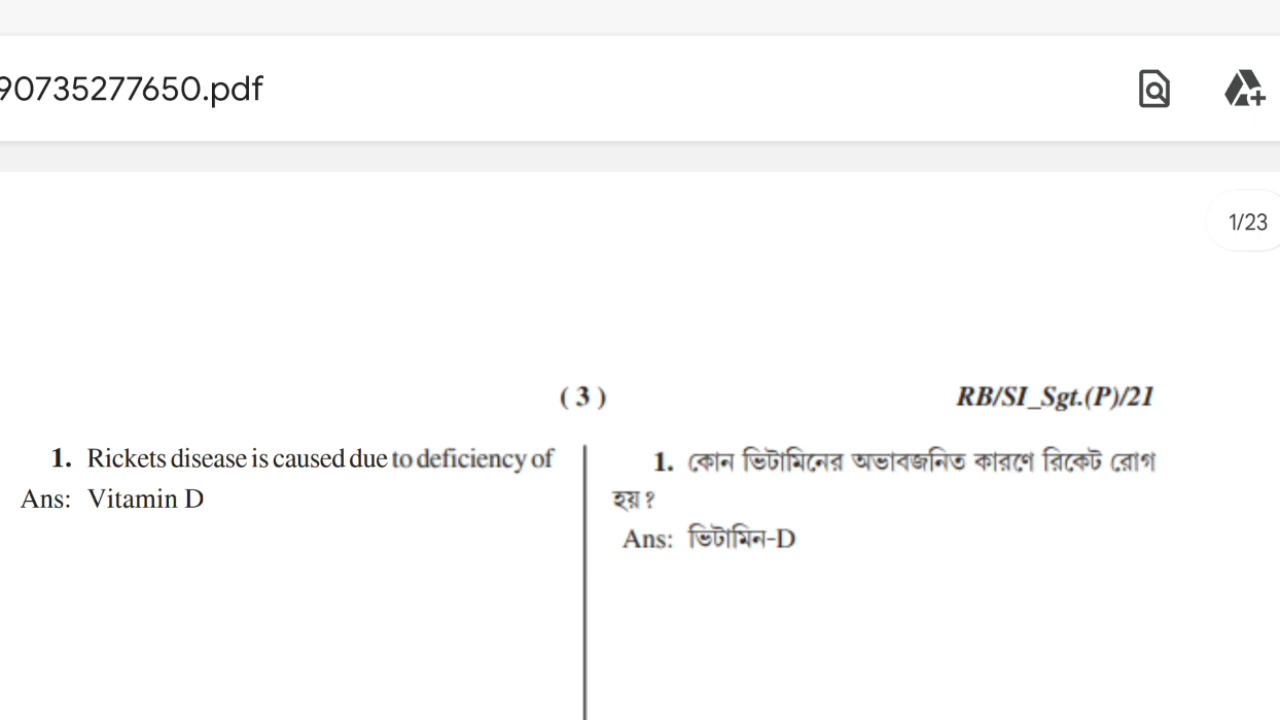 90735277650.pdf
1/23
( 3 )
RB/SI_Sgt.(P)/21
1. Rickets disease is caused due to deficiency of
Ans: Vitamin D
1. কোন ভিটামিনের অভাবজনিত কারণে রিকেট রোগ
হয়?
Ans: ভিটামিন-D